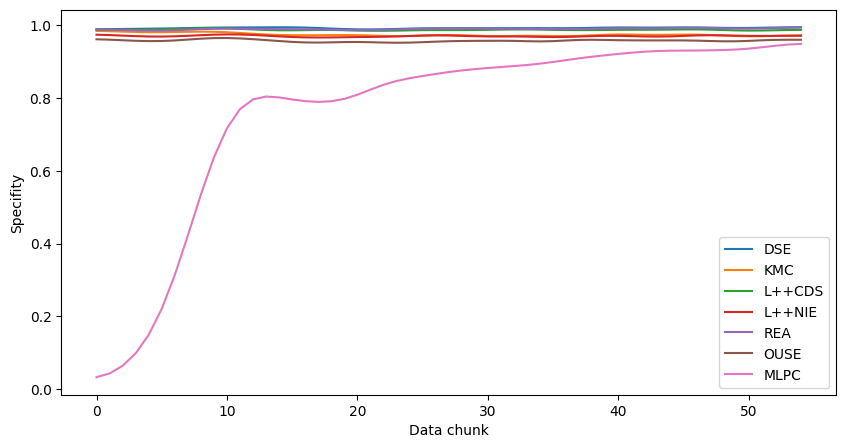 1.0
0.8
0.6
0.4
0.2
0.0
Specifity
0 10 20 30 40 50
Data chunk
DSE
KMC
L++CDS
L++NIE
REA
OUSE
MLPC